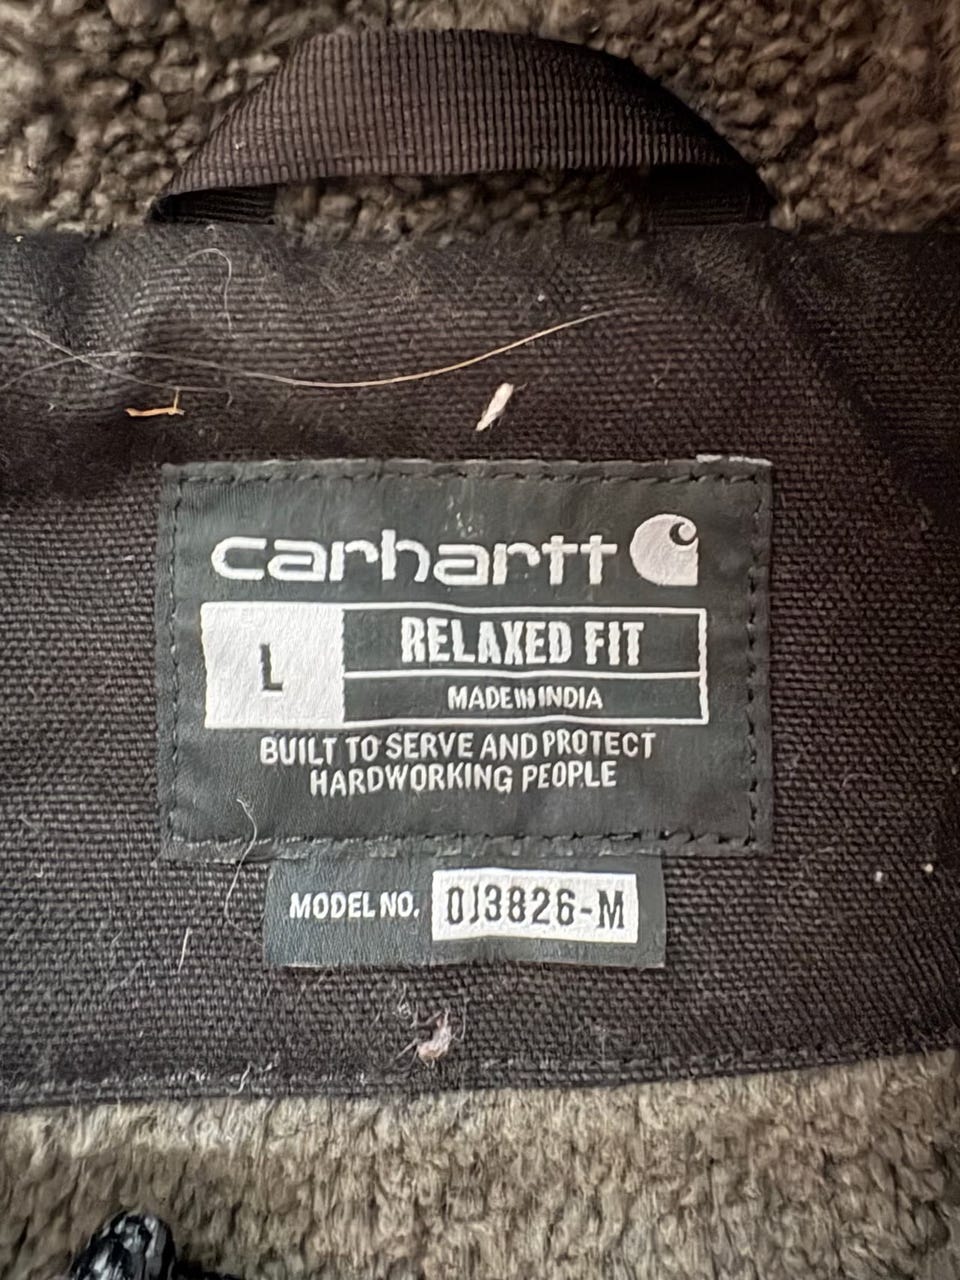 carhartt
L
RELAXED FIT
MADE IN INDIA
BUILT TO SERVE AND PROTECT
HARDWORKING PEOPLE
MODEL NO. OJ3826-M